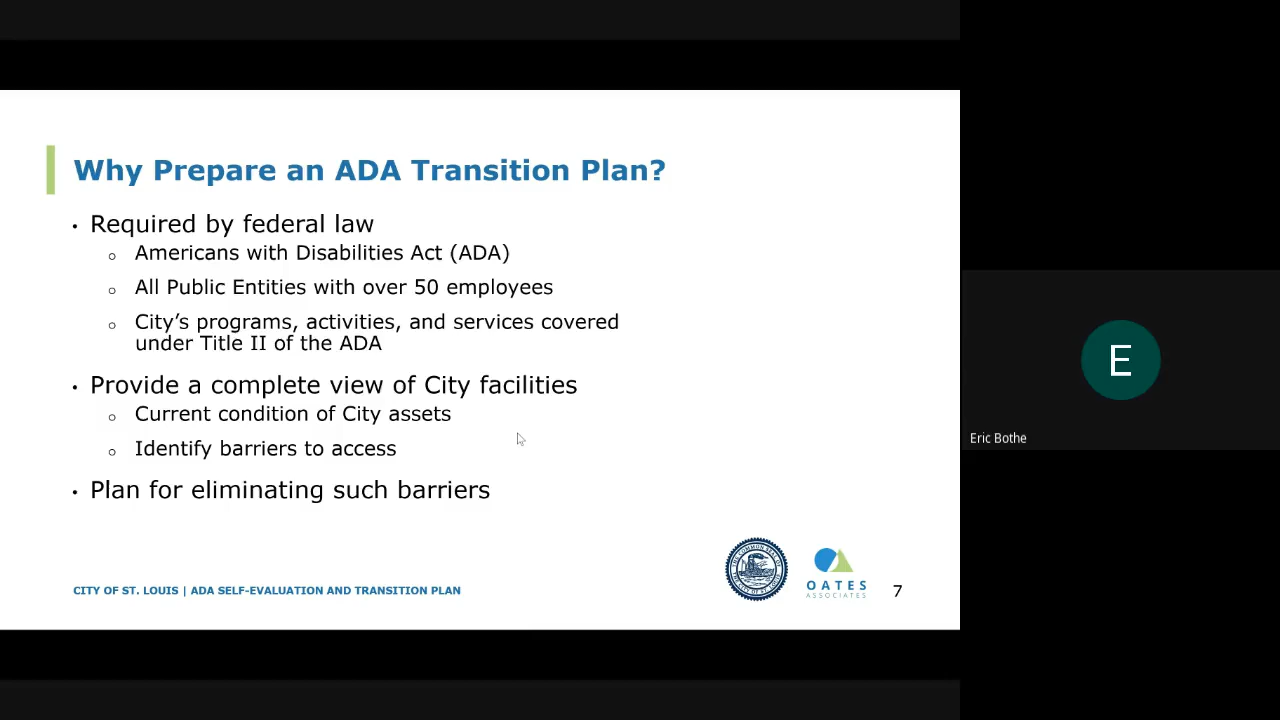 Why Prepare an ADA Transition Plan?
• Required by federal law
o Americans with Disabilities Act (ADA)
o All Public Entities with over 50 employees
o City’s programs, activities, and services covered
under Title II of the ADA
• Provide a complete view of City facilities
o Current condition of City assets
o Identify barriers to access
• Plan for eliminating such barriers
CITY OF ST. LOUIS | ADA SELF-EVALUATION AND TRANSITION PLAN
OATES
ASSOCIATES
7
E
Eric Bothe